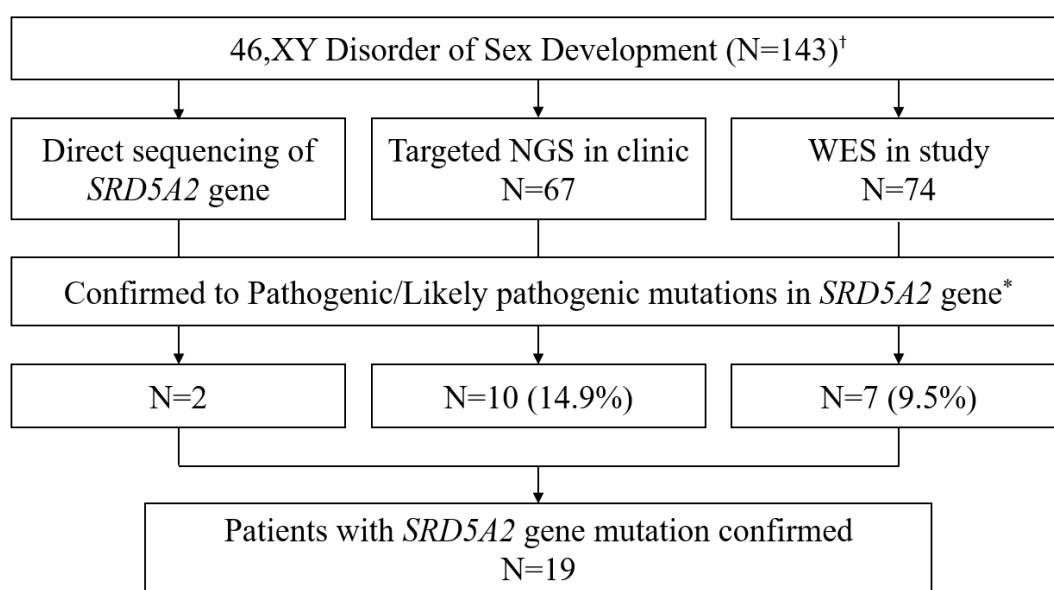 46,XY Disorder of Sex Development (N=143)†
Direct sequencing of
SRD5A2 gene
Targeted NGS in clinic
N=67
WES in study
N=74
Confirmed to Pathogenic/Likely pathogenic mutations in SRD5A2 gene*
N=2
N=10 (14.9%)
N=7 (9.5%)
Patients with SRD5A2 gene mutation confirmed
N=19